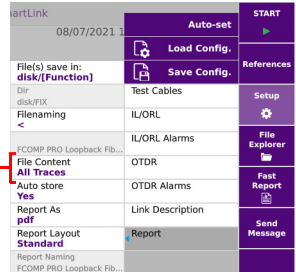 artLink
08/07/2021 1
File(s) save in:
disk/[Function]
Dir
disk/FIX
Filenaming
<
FCOMP PRO Loopback Fib...
File Content
All Traces
Auto store
Yes
Report As
pdf
Report Layout
Standard
Report Naming
FCOMP PRO Loopback Fib...
Auto-set
Load Config.
Save Config.
Test Cables
IL/ORL
IL/ORL Alarms
OTDR
OTDR Alarms
Link Description
Report
START
References
Setup
File
Explorer
Fast
Report
Send
Message